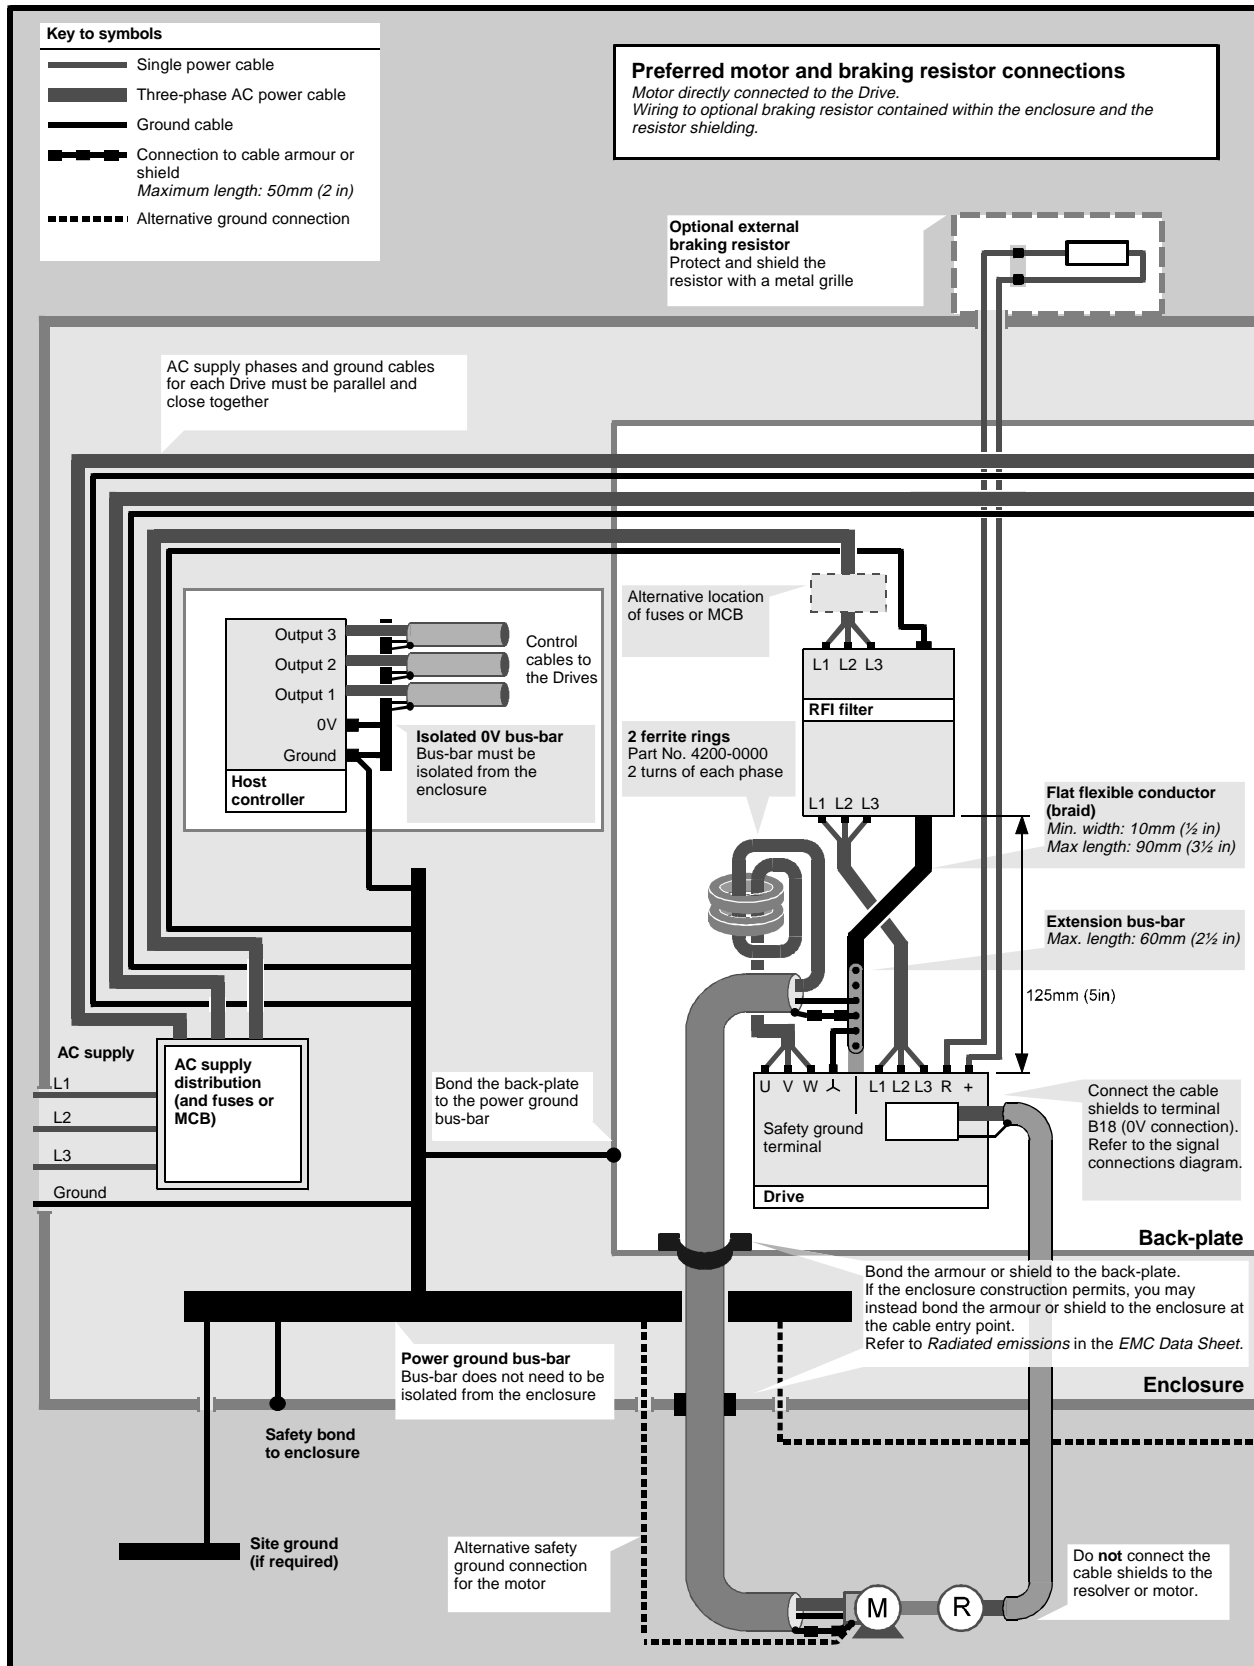 Key to symbols
Single power cable
Three-phase AC power cable
Ground cable
Connection to cable armour or
shield
Maximum length: 50mm (2 in)
Alternative ground connection
Preferred motor and braking resistor connections
Motor directly connected to the Drive.
Wiring to optional braking resistor contained within the enclosure and the
resistor shielding.
Optional external
braking resistor
Protect and shield the
resistor with a metal grille
AC supply phases and ground cables
for each Drive must be parallel and
close together
Alternative location
of fuses or MCB
Output 3
Output 2
Output 1
0V
Ground
Host
controller
Control
cables to
the Drives
Isolated 0V bus-bar
Bus-bar must be
isolated from the
enclosure
L1 L2 L3
RFI filter
L1 L2 L3
2 ferrite rings
Part No. 4200-0000
2 turns of each phase
Flat flexible conductor
(braid)
Min. width: 10mm (½ in)
Max length: 90mm (3½ in)
Extension bus-bar
Max. length: 60mm (2½ in)
125mm (5in)
AC supply
L1
L2
L3
Ground
AC supply
distribution
(and fuses or
MCB)
Bond the back-plate
to the power ground
bus-bar
U V W L1 L2 L3 R +
Safety ground
terminal
Drive
Connect the cable
shields to terminal
B18 (0V connection).
Refer to the signal
connections diagram.
Back-plate
Bond the armour or shield to the back-plate.
If the enclosure construction permits, you may
instead bond the armour or shield to the enclosure at
the cable entry point.
Refer to Radiated emissions in the EMC Data Sheet.
Power ground bus-bar
Bus-bar does not need to be
isolated from the enclosure
Enclosure
Safety bond
to enclosure
Site ground
(if required)
Alternative safety
ground connection
for the motor
M
R
Do not connect the
cable shields to the
resolver or motor.